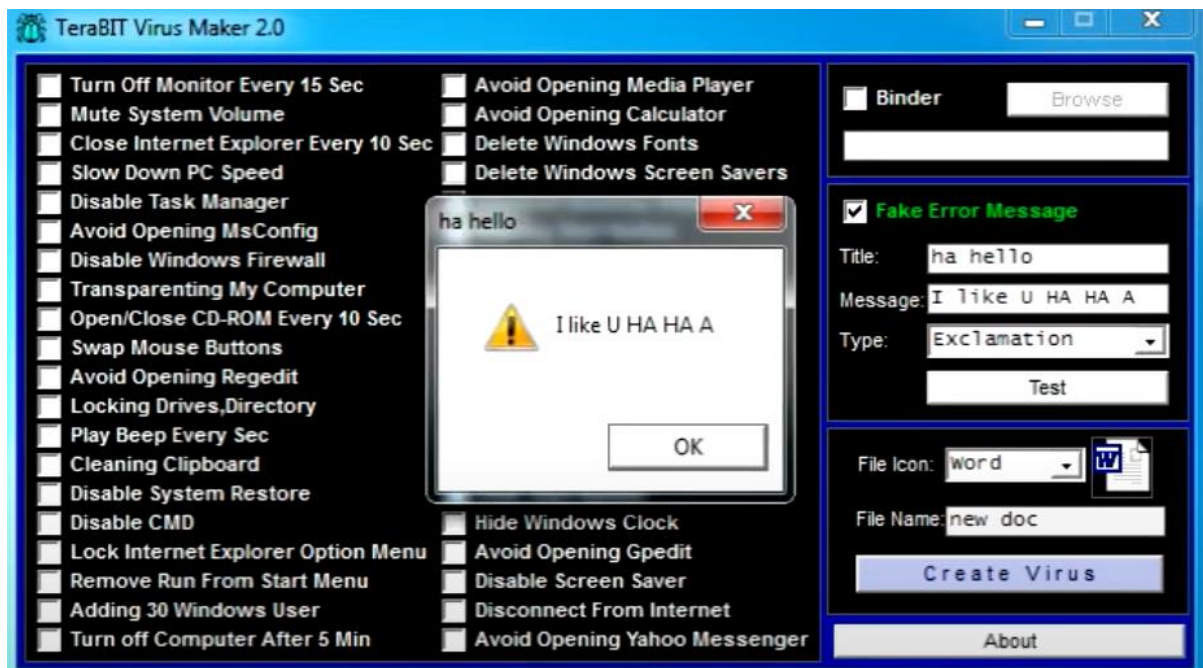 TeraBIT Virus Maker 2.0
Turn Off Monitor Every 15 Sec
Mute System Volume
Close Internet Explorer Every 10 Sec
Slow Down PC Speed
Disable Task Manager
Avoid Opening MsConfig
Disable Windows Firewall
Transparenting My Computer
Open/Close CD-ROM Every 10 Sec
Swap Mouse Buttons
Avoid Opening Regedit
Locking Drives,Directory
Play Beep Every Sec
Cleaning Clipboard
Disable System Restore
Disable CMD
Lock Internet Explorer Option Menu
Remove Run From Start Menu
Adding 30 Windows User
Turn off Computer After 5 Min
Avoid Opening Media Player
Avoid Opening Calculator
Delete Windows Fonts
Delete Windows Screen Savers
ha hello
I like U HA HA A
OK
Hide Windows Clock
Avoid Opening Gpedit
Disable Screen Saver
Disconnect From Internet
Avoid Opening Yahoo Messenger
Binder Browse
Fake Error Message
Title: ha hello
Message: I like U HA HA A
Type: Exclamation
Test
File Icon: Word W
File Name: new doc
Create Virus
About